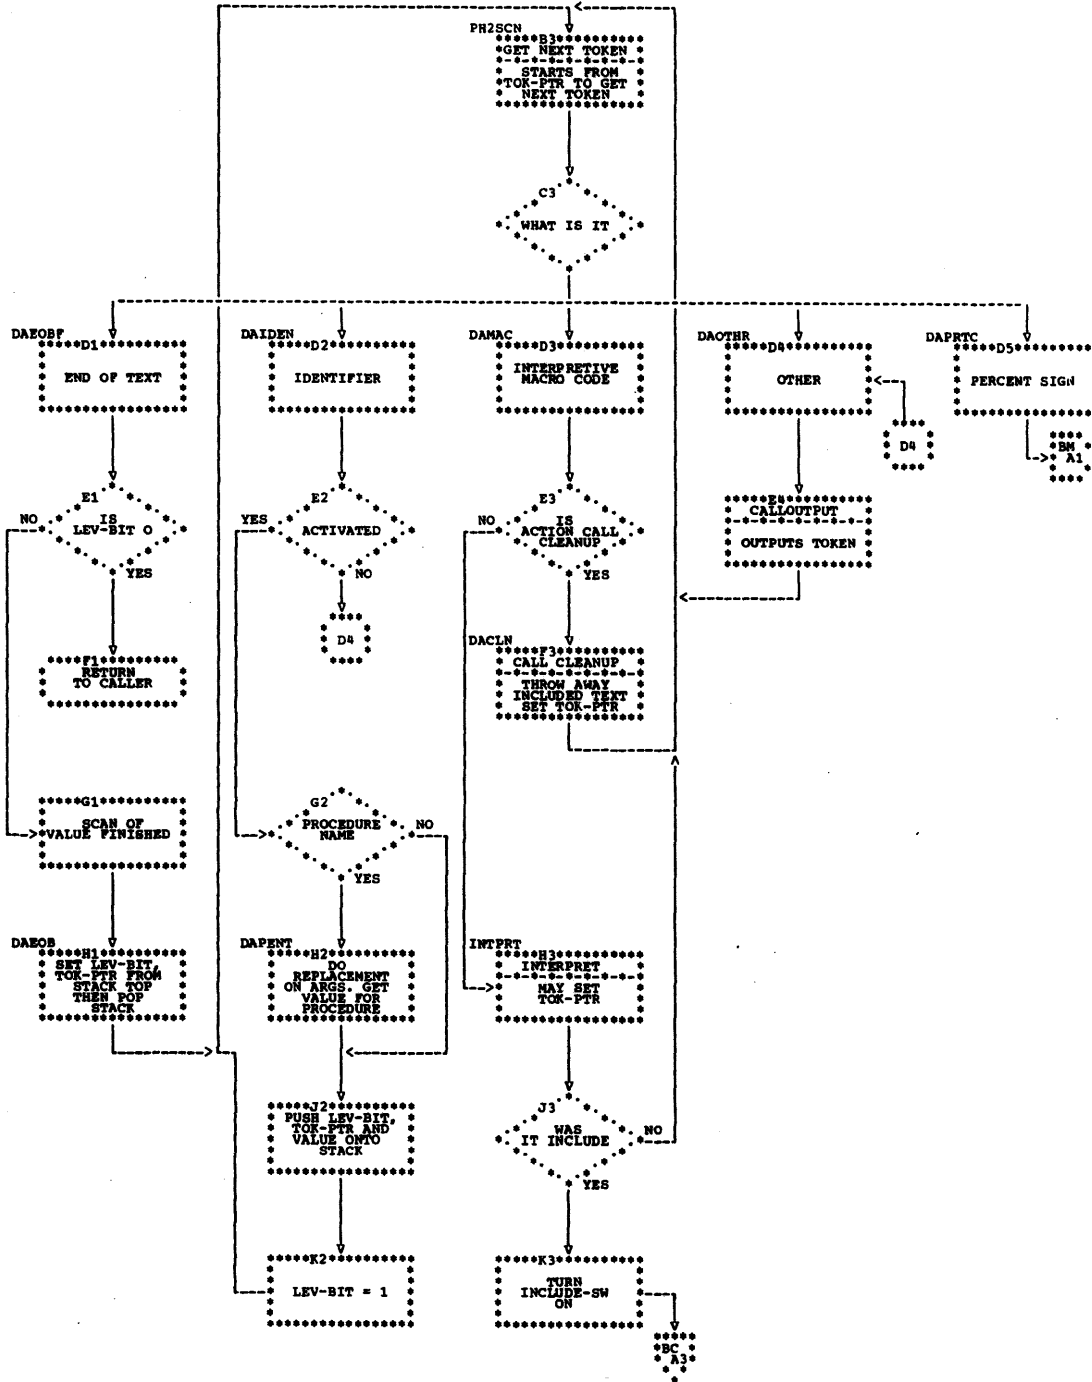 PH2SCN
B3
GET NEXT TOKEN
STARTS FROM
TOK-PTR TO GET
NEXT TOKEN
C3
WHAT IS IT
DAEOBF
D1
END OF TEXT
DAIDEN
D2
IDENTIFIER
DAMAC
D3
INTERPRETIVE
MACRO CODE
DAOTHR
D4
OTHER
DAPRTC
D5
PERCENT SIGN
D4
BM
A1
E1
IS
LEV-BIT 0
NO
YES
E2
ACTIVATED
YES
NO
E3
IS
ACTION CALL
CLEANUP
NO
YES
E4
CALLOUTPUT
OUTPUTS TOKEN
D4
F1
RETURN
TO CALLER
DACLN
F3
CALL CLEANUP
THROW AWAY
INCLUDED TEXT
SET TOK-PTR
G1
SCAN OF
VALUE FINISHED
G2
PROCEDURE
NAME
NO
YES
DAEOB
H1
SET LEV-BIT,
TOK-PTR FROM
STACK TOP
THEN POP
STACK
DAPENT
H2
DO
REPLACEMENT
ON ARGS. GET
VALUE FOR
PROCEDURE
INTPRT
H3
INTERPRET
MAY SET
TOK-PTR
J2
PUSH LEV-BIT,
TOK-PTR AND
VALUE ONTO
STACK
J3
WAS
IT INCLUDE
NO
YES
K2
LEV-BIT = 1
K3
TURN
INCLUDE-SW
ON
BC
A3